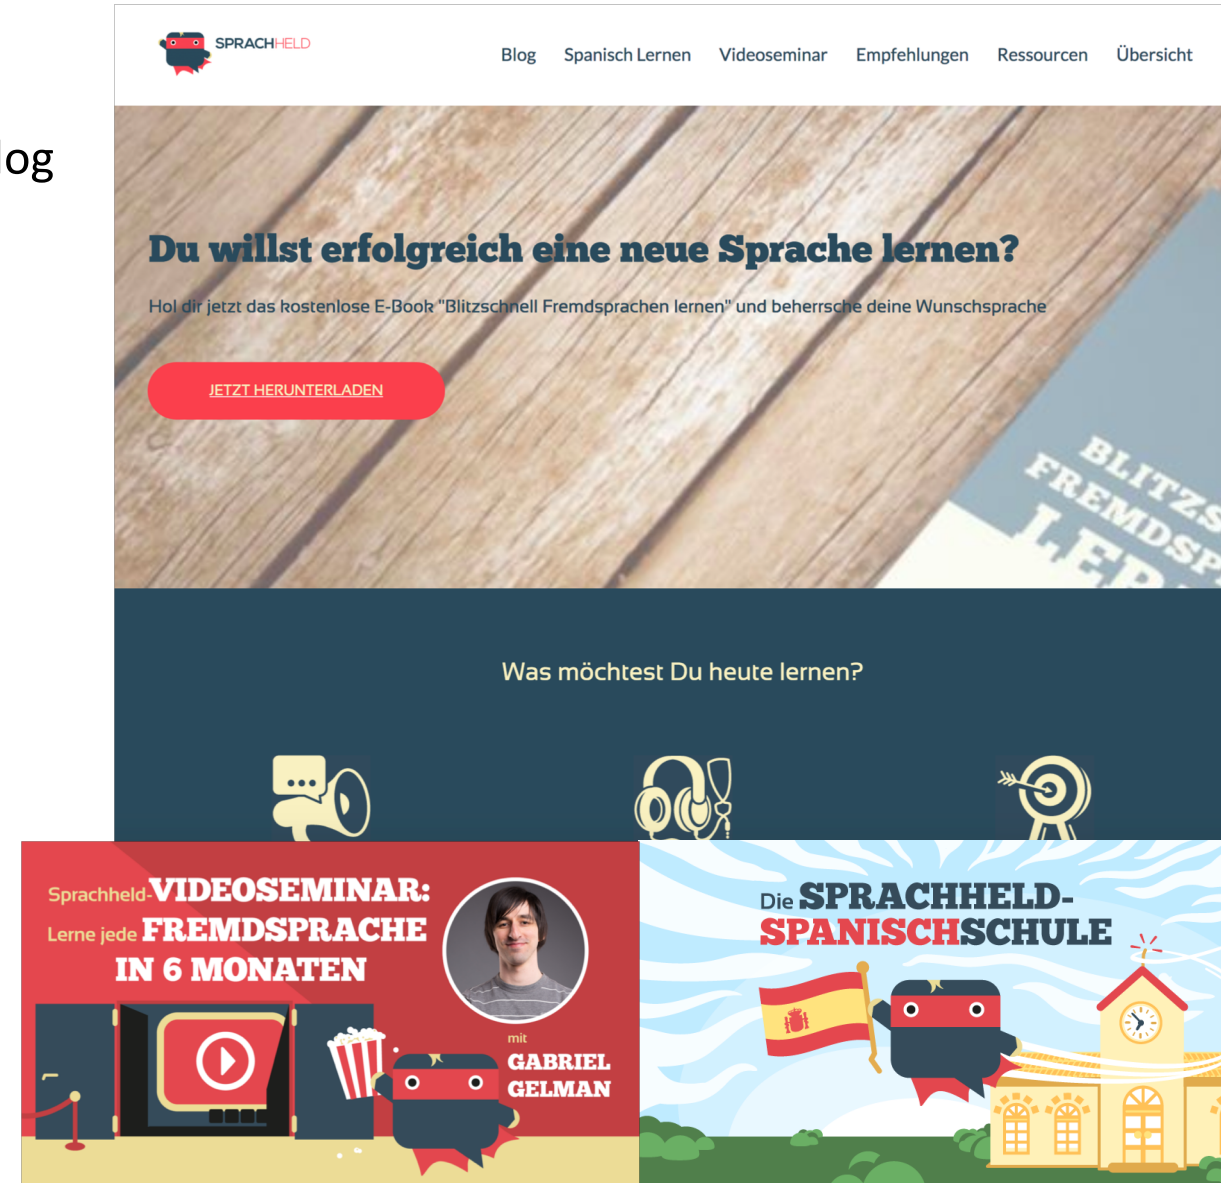 SPRACHHELD
Blog Spanisch Lernen Videoseminar Empfehlungen Ressourcen Übersicht
log
Du willst erfolgreich eine neue Sprache lernen?
Hol dir jetzt das kostenlose E-Book "Blitzschnell Fremdsprachen lernen" und beherrsche deine Wunschsprache
JETZT HERUNTERLADEN
BLITZS
FREMDSP
LER
Was möchtest Du heute lernen?
Sprachheld-VIDEOSEMINAR:
Lerne jede FREMDSPRACHE
IN 6 MONATEN
mit
GABRIEL
GELMAN
Die SPRACHHELD-
SPANISCHSCHULE